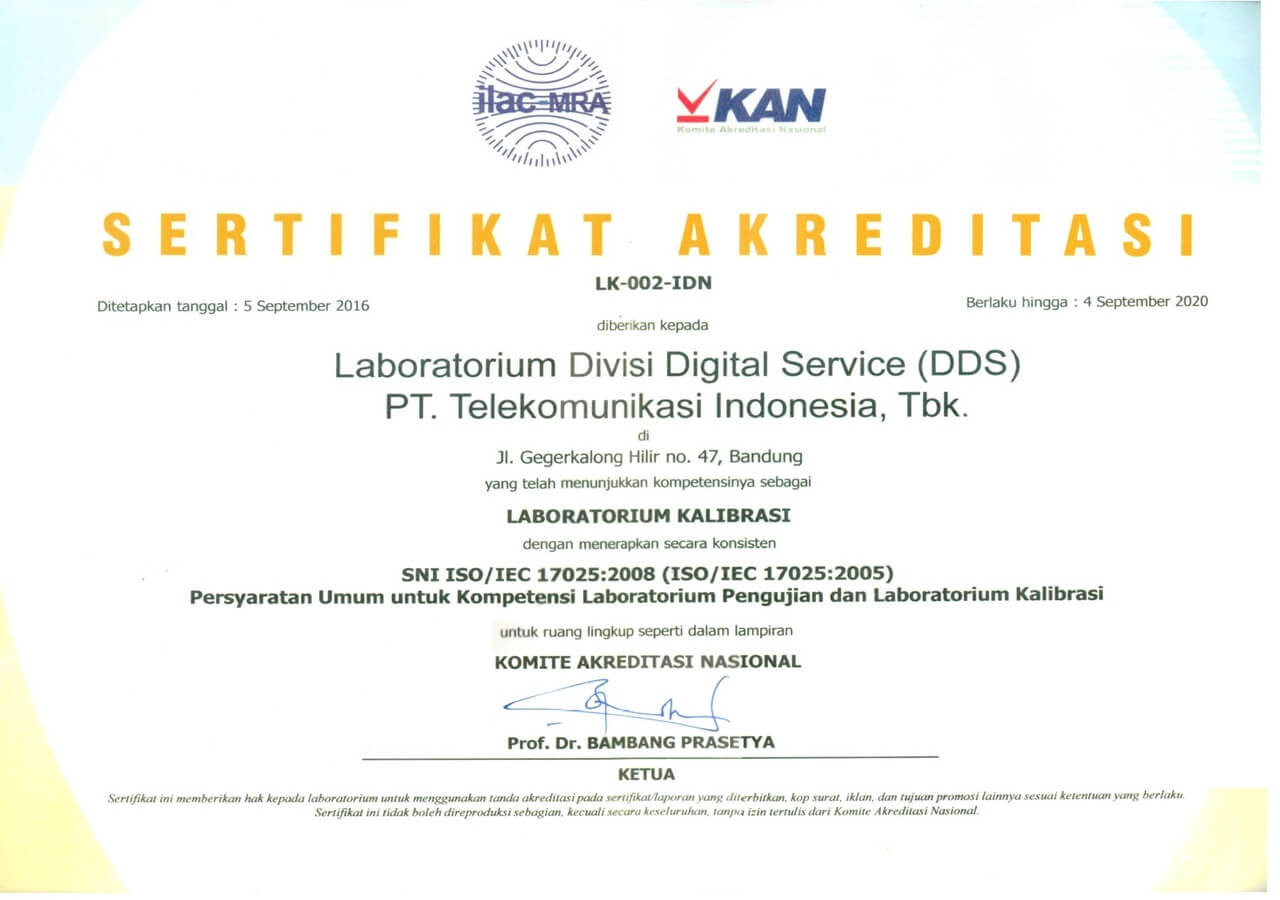 ilac-MRA
KAN
Komite Akreditasi Nasional
SERTIFIKAT AKREDITASI
LK-002-IDN
Ditetapkan tanggal : 5 September 2016
Berlaku hingga : 4 September 2020
diberikan kepada
Laboratorium Divisi Digital Service (DDS)
PT. Telekomunikasi Indonesia, Tbk.
di
Jl. Gegerkalong Hilir no. 47, Bandung
yang telah menunjukkan kompetensinya sebagai
LABORATORIUM KALIBRASI
dengan menerapkan secara konsisten
SNI ISO/IEC 17025:2008 (ISO/IEC 17025:2005)
Persyaratan Umum untuk Kompetensi Laboratorium Pengujian dan Laboratorium Kalibrasi
untuk ruang lingkup seperti dalam lampiran
KOMITE AKREDITASI NASIONAL
Prof. Dr. BAMBANG PRASETYA
KETUA
Sertifikat ini memberikan hak kepada laboratorium untuk menggunakan tanda akreditasi pada sertifikat/laporan yang diterbitkan, kop surat, iklan, dan tujuan promosi lainnya sesuai ketentuan yang berlaku.
Sertifikat ini tidak boleh direproduksi sebagian, kecuali secara keseluruhan, tanpa izin tertulis dari Komite Akreditasi Nasional.